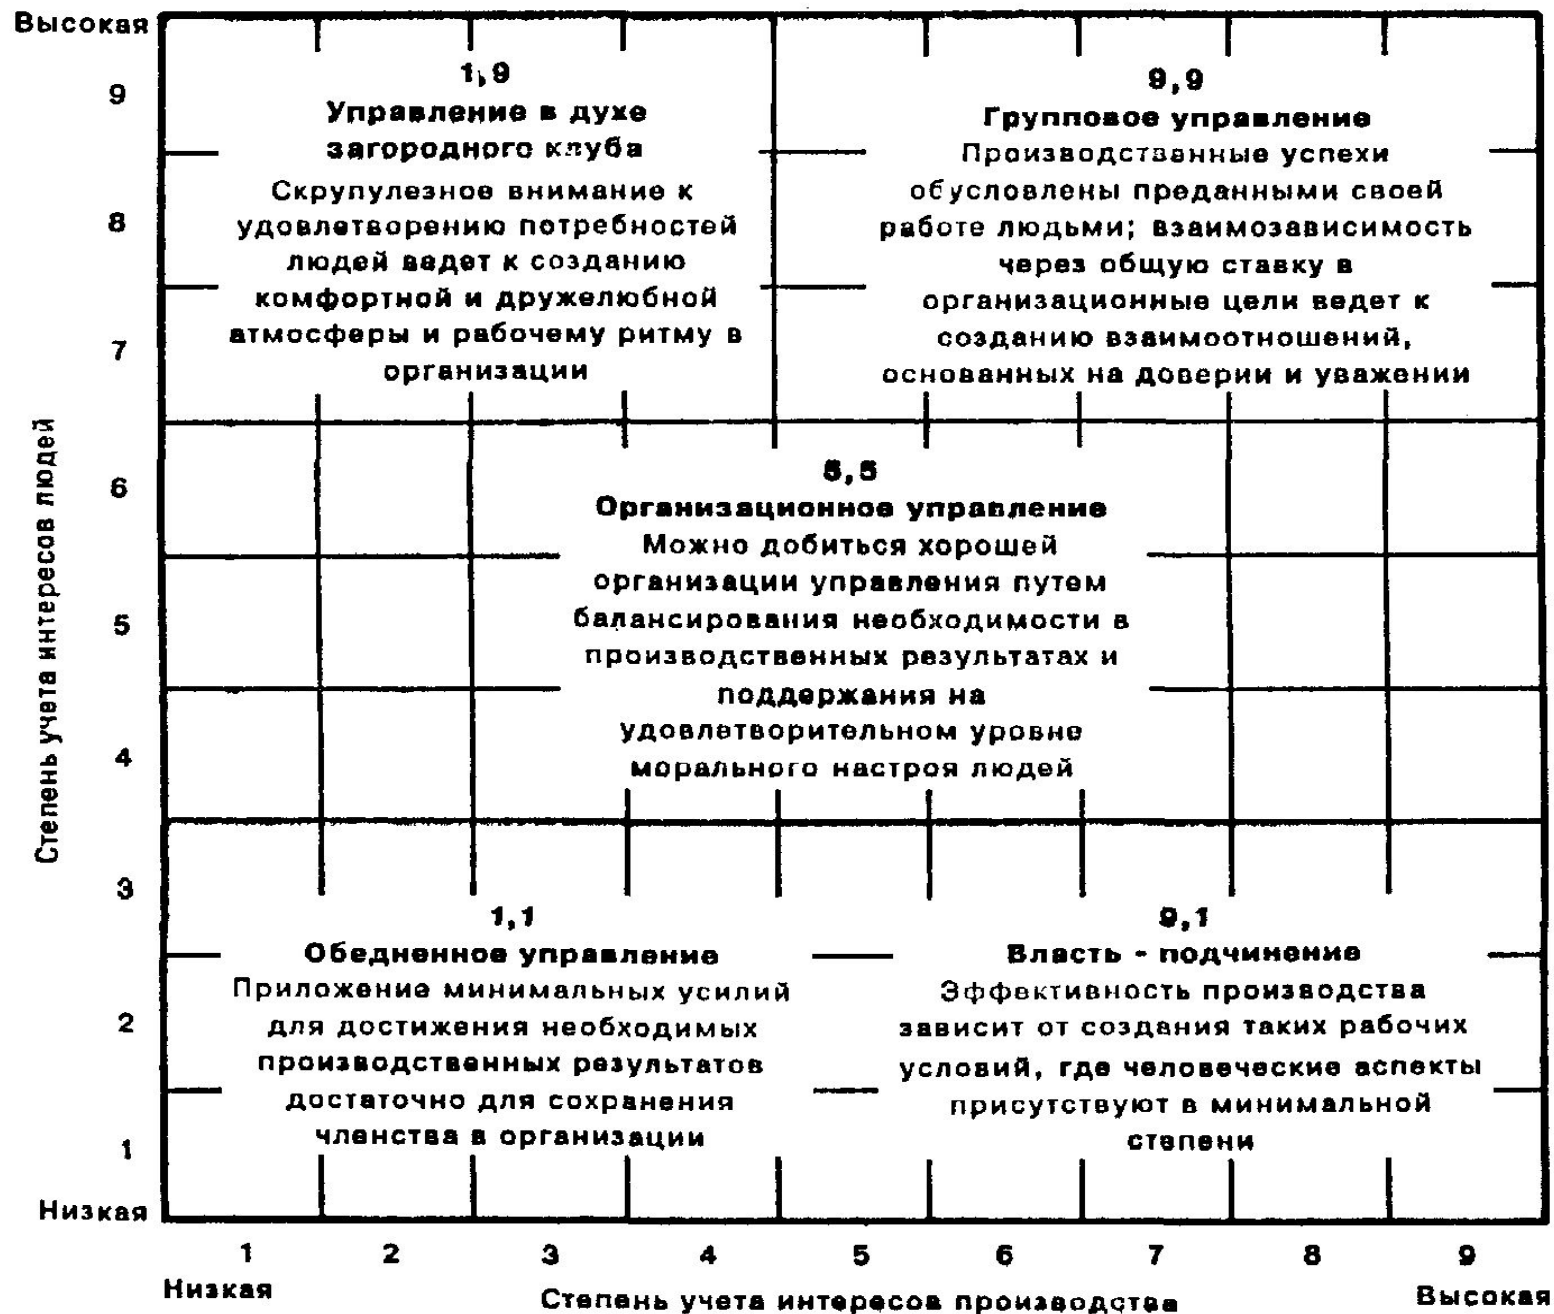 Высокая
9
8
7
6
5
4
3
2
1
Низкая
Степень учета интересов людей
1,9
Управление в духе
загородного клуба
Скрупулезное внимание к
удовлетворению потребностей
людей ведет к созданию
комфортной и дружелюбной
атмосферы и рабочему ритму в
организации
9,9
Групповое управление
Производственные успехи
обусловлены преданными своей
работе людьми; взаимозависимость
через общую ставку в
организационные цели ведет к
созданию взаимоотношений,
основанных на доверии и уважении
5,5
Организационное управление
Можно добиться хорошей
организации управления путем
балансирования необходимости в
производственных результатах и
поддержания на
удовлетворительном уровне
морального настроя людей
1,1
Обедненное управление
Приложение минимальных усилий
для достижения необходимых
производственных результатов
достаточно для сохранения
членства в организации
9,1
Власть - подчинение
Эффективность производства
зависит от создания таких рабочих
условий, где человеческие аспекты
присутствуют в минимальной
степени
1 2 3 4 5 6 7 8 9
Низкая
Степень учета интересов производства
Высокая